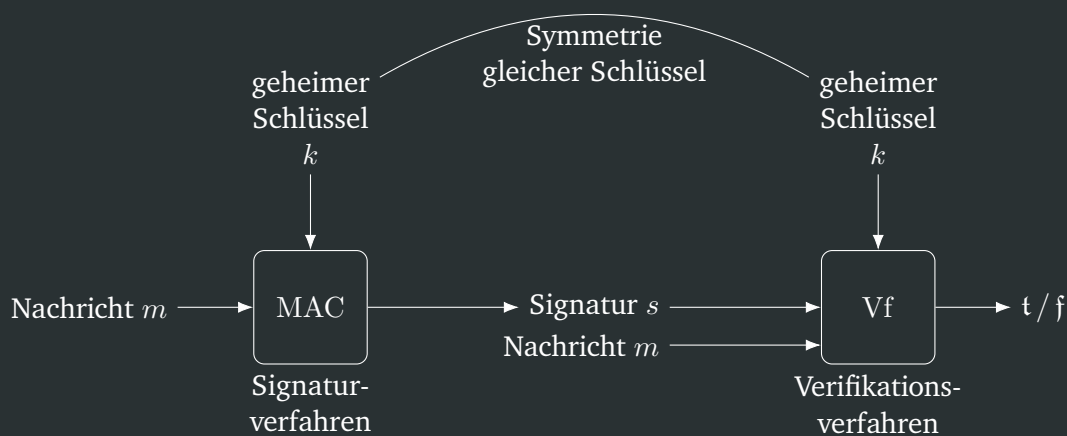 Symmetrie
gleicher Schlüssel
geheimer
Schlüssel
k
geheimer
Schlüssel
k
Nachricht m
MAC
Signatur s
Nachricht m
Vf
𝔱 / 𝔣
Signatur-
verfahren
Verifikations-
verfahren